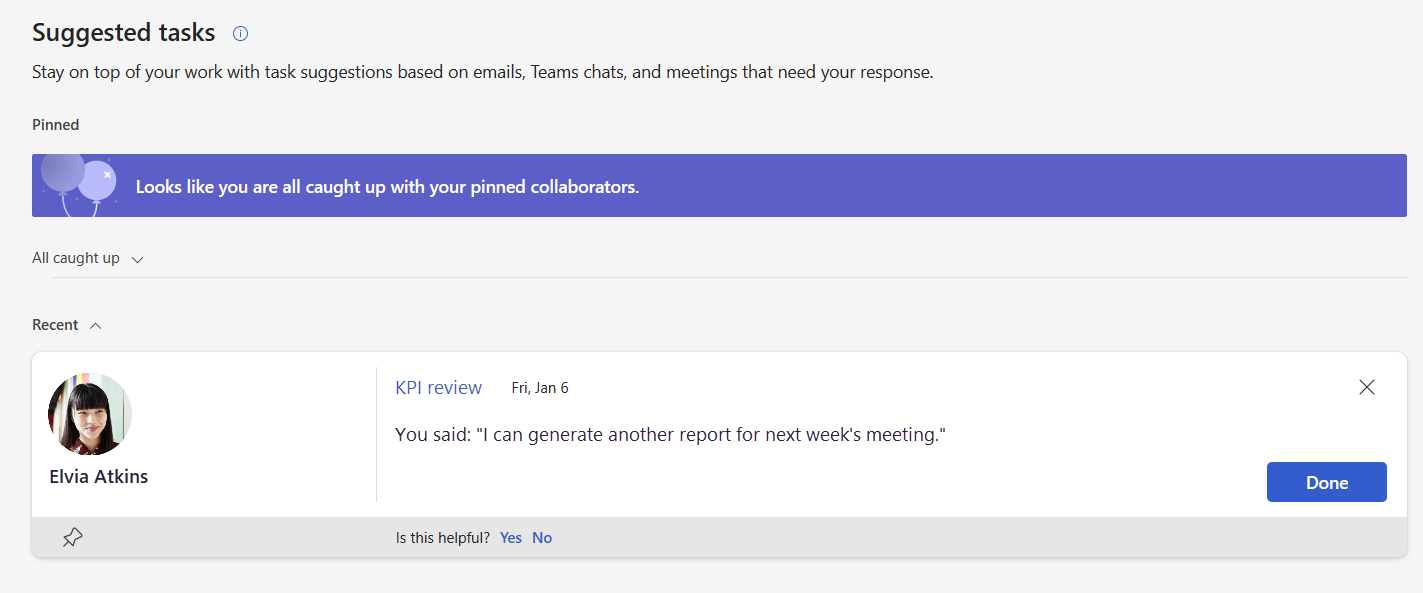 Suggested tasks
Stay on top of your work with task suggestions based on emails, Teams chats, and meetings that need your response.
Pinned
Looks like you are all caught up with your pinned collaborators.
All caught up
Recent
KPI review Fri, Jan 6
You said: "I can generate another report for next week's meeting."
Elvia Atkins
Done
Is this helpful? Yes No